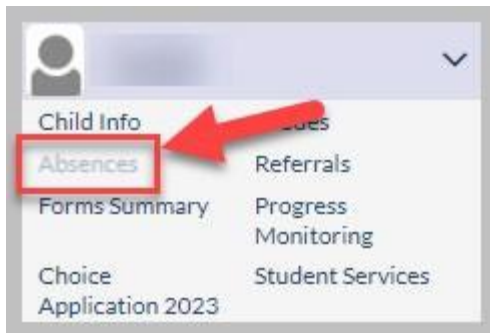 Child Info
Absences
Referrals
Forms Summary
Progress
Monitoring
Choice
Application 2023
Student Services